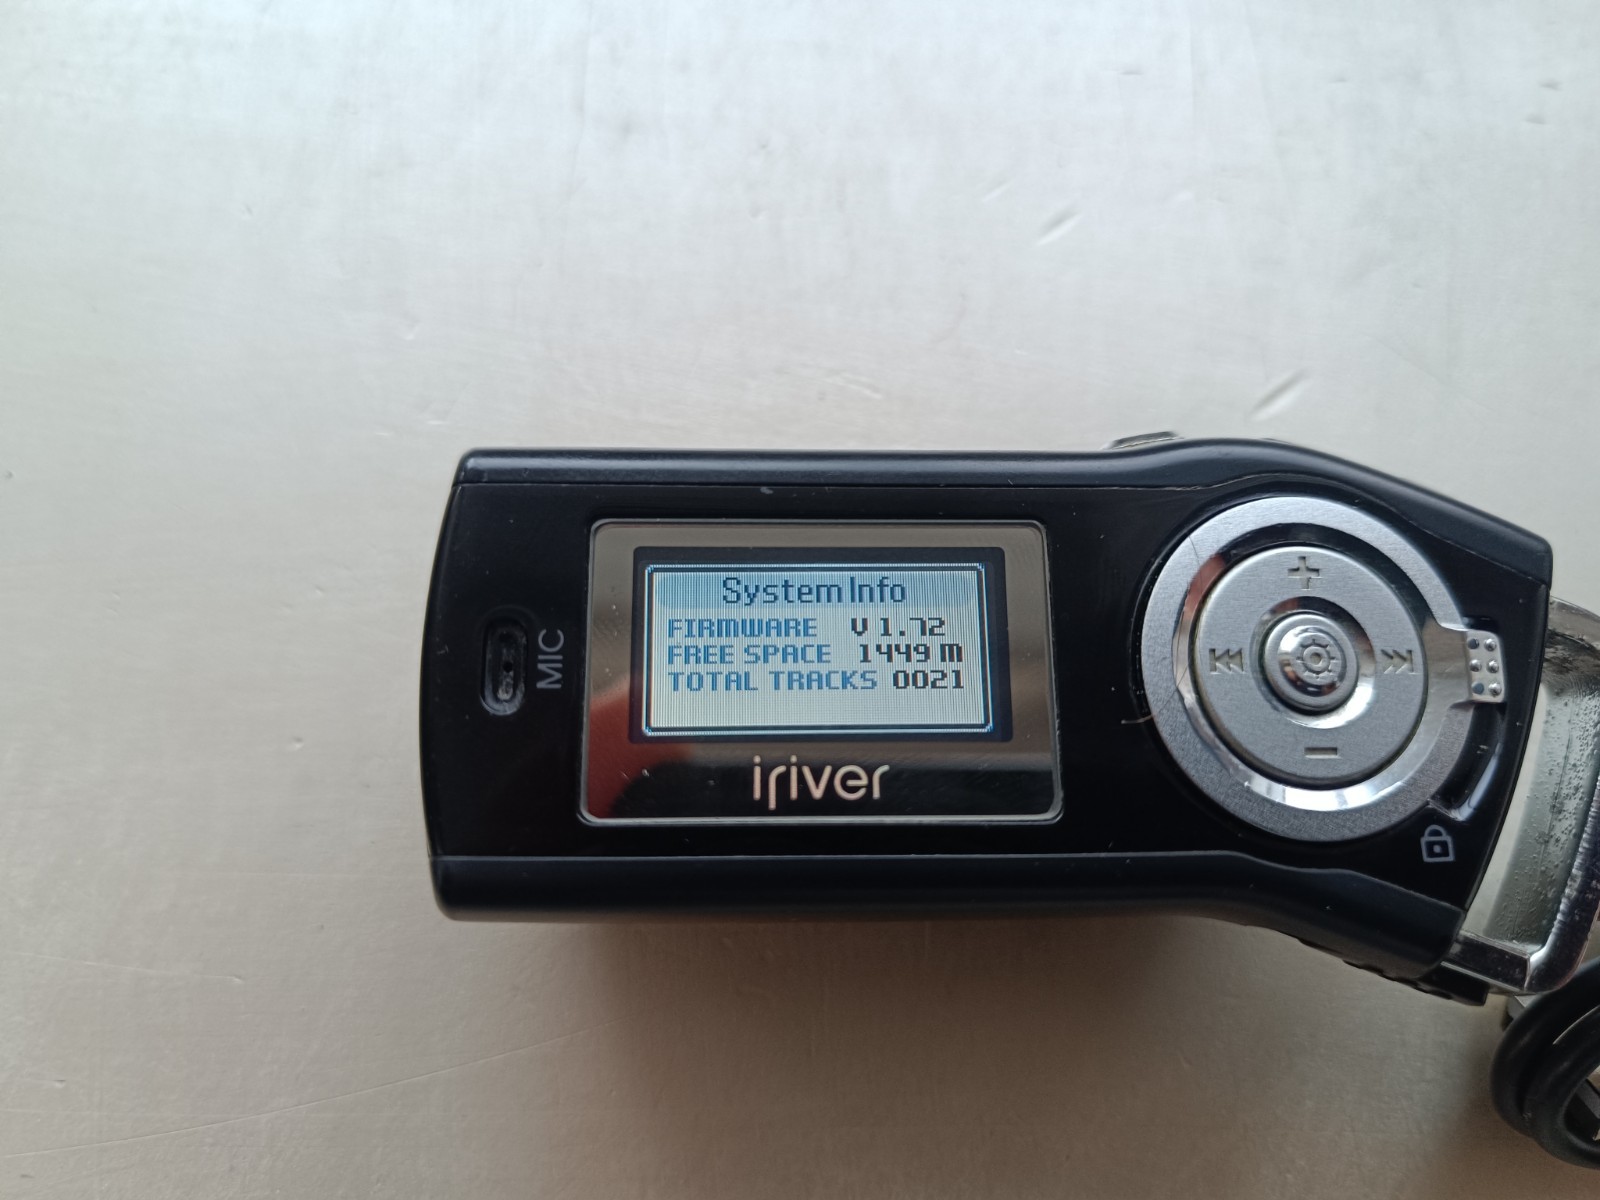 System Info
FIRMWARE V 1.72
FREE SPACE 1449 m
TOTAL TRACKS 0021
iriver
MIC